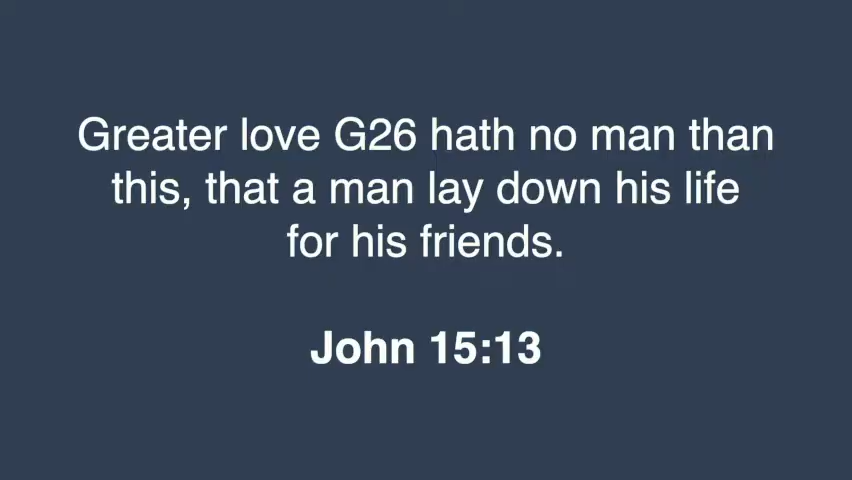 Greater love G26 hath no man than
this, that a man lay down his life
for his friends.
John 15:13